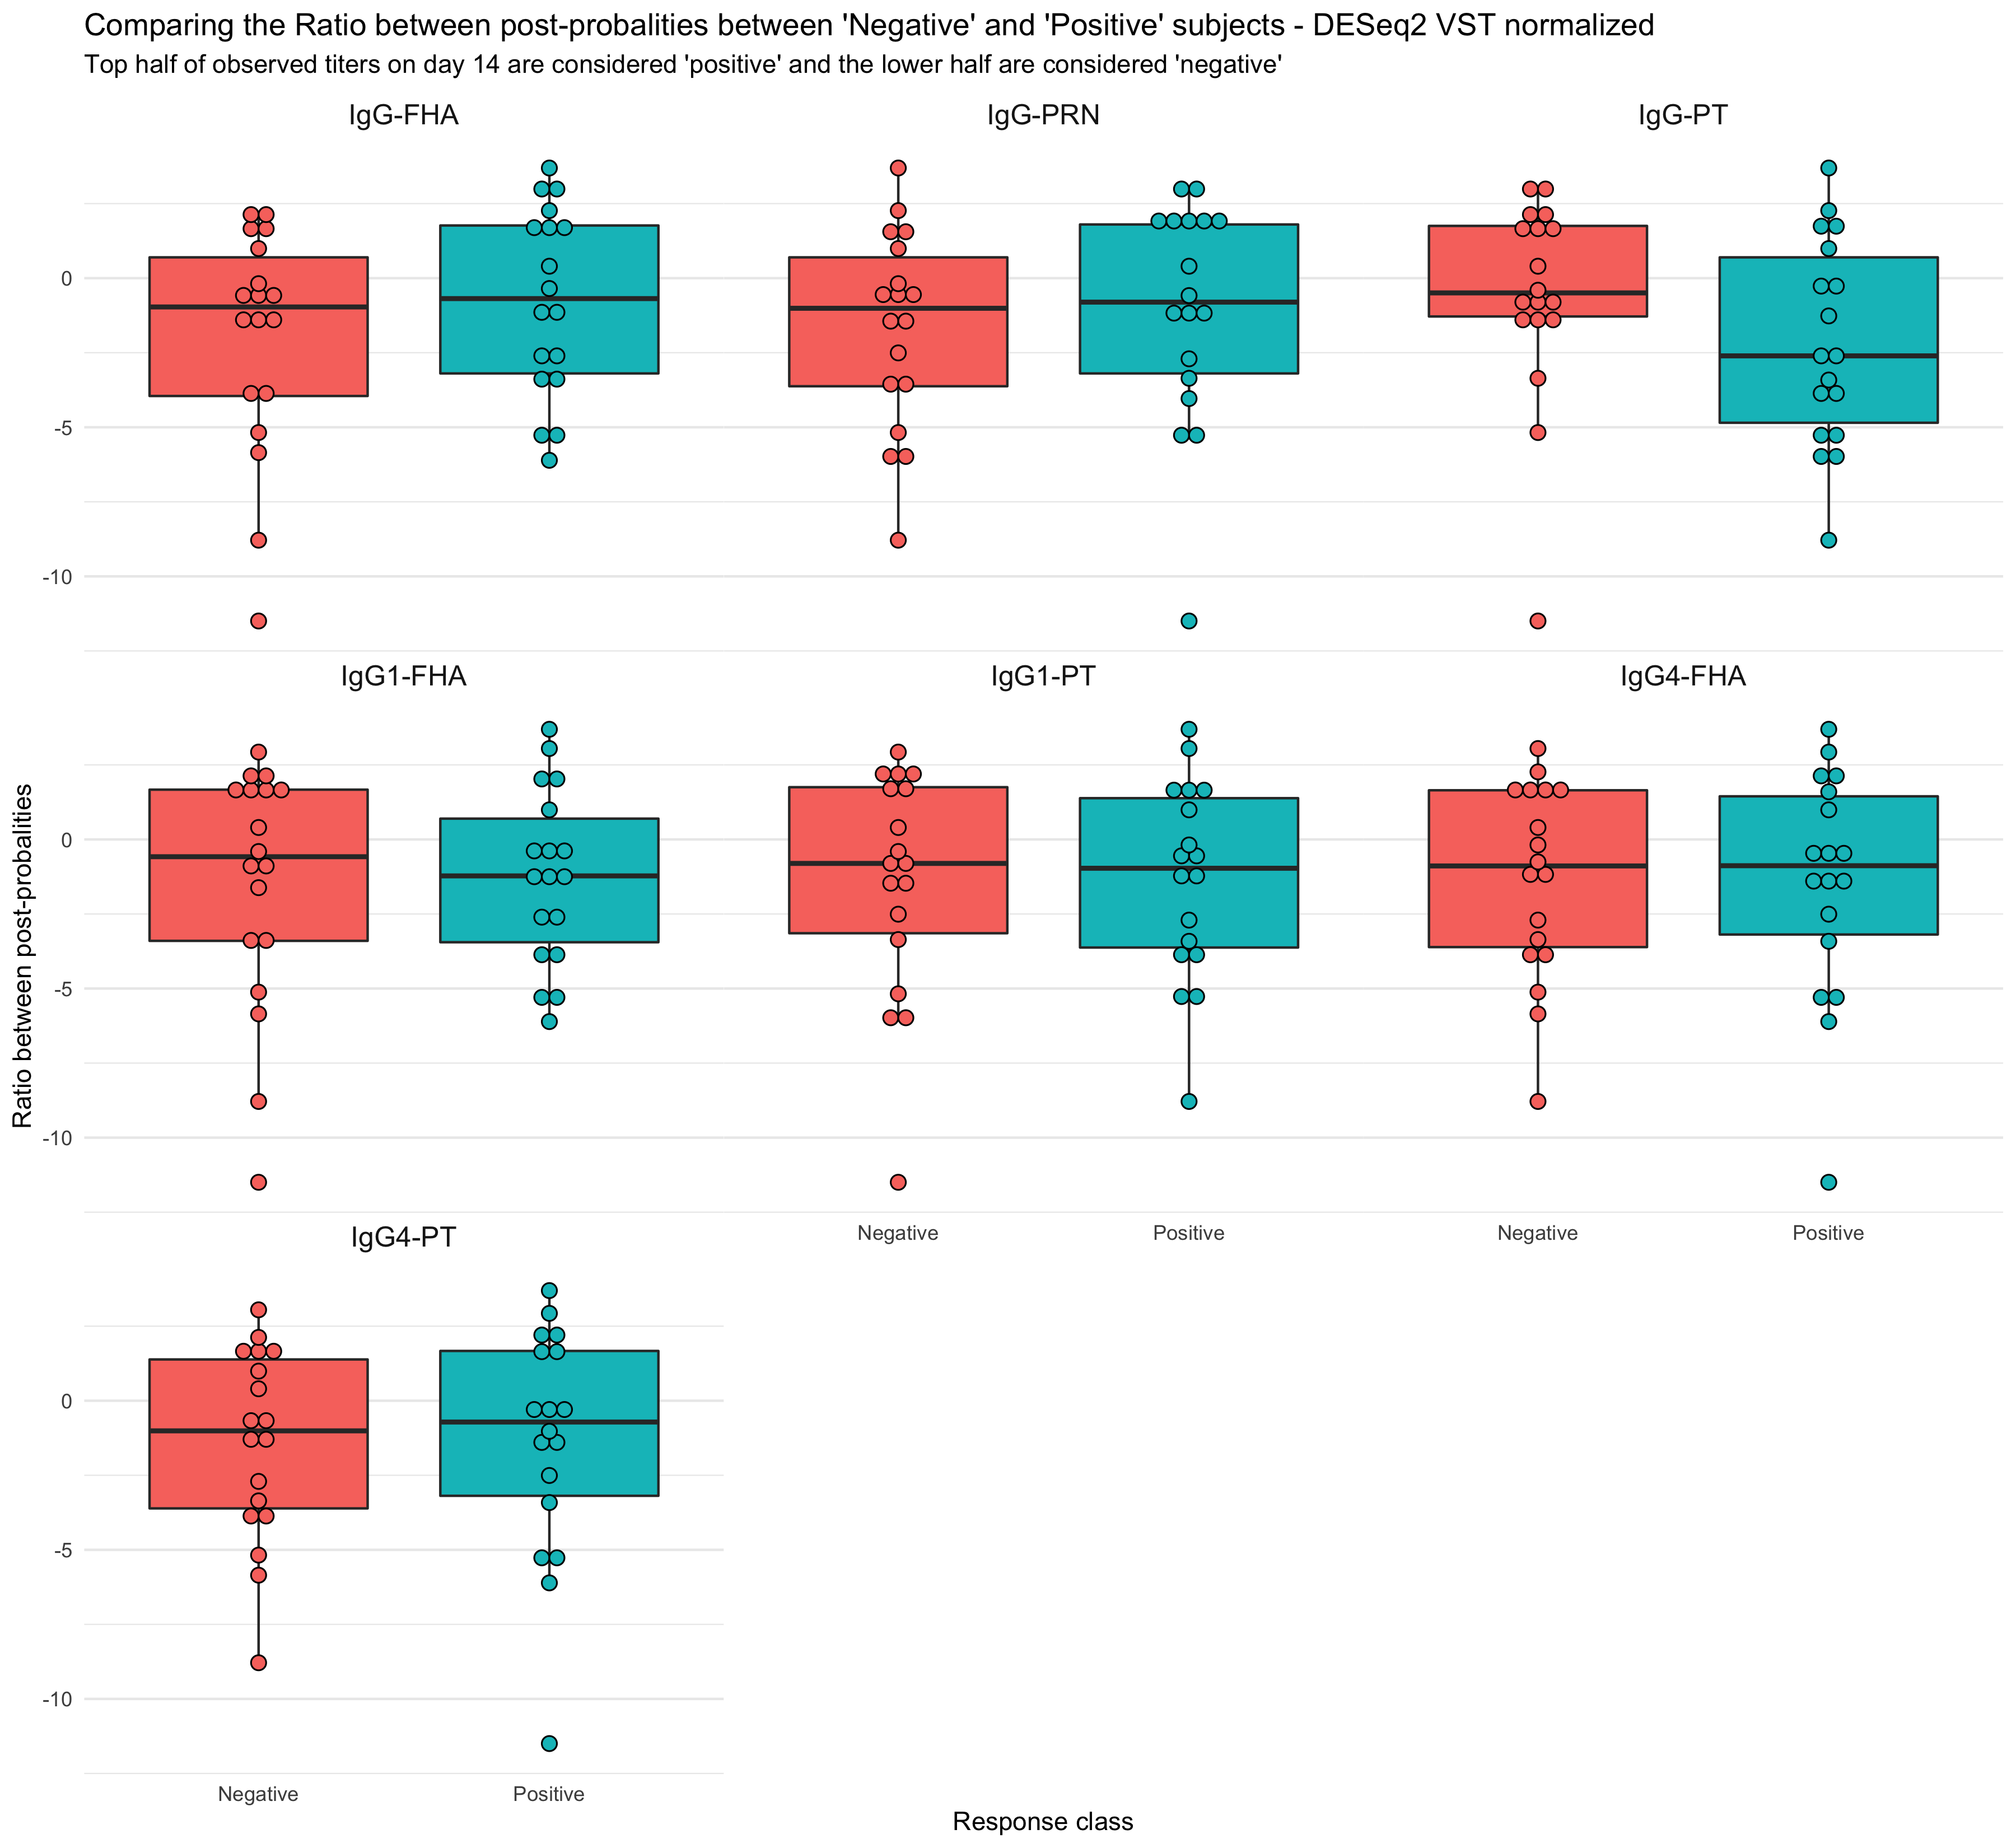 Comparing the Ratio between post-probalities between 'Negative' and 'Positive' subjects - DESeq2 VST normalized
Top half of observed titers on day 14 are considered 'positive' and the lower half are considered 'negative'
IgG-FHA
IgG-PRN
IgG-PT
0
-5
-10
IgG1-FHA
IgG1-PT
IgG4-FHA
0
-5
-10
Ratio between post-probalities
Negative
Positive
Negative
Positive
IgG4-PT
0
-5
-10
Negative
Positive
Response class